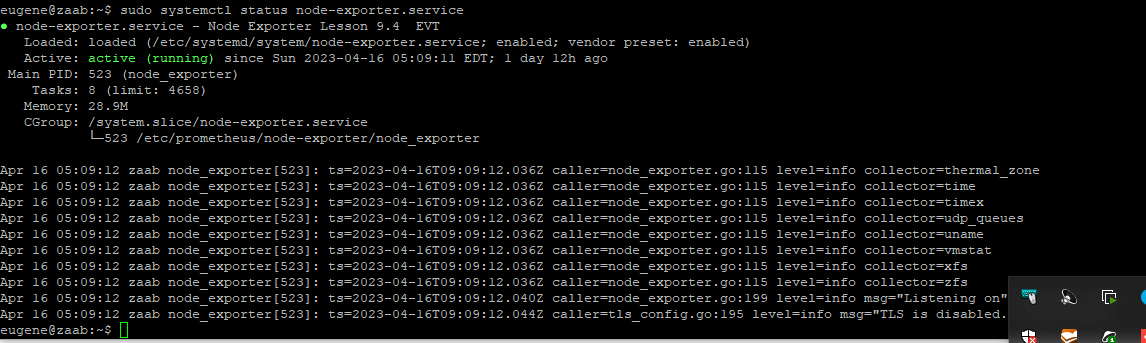 eugene@zaab:~$ sudo systemctl status node-exporter.service
● node-exporter.service - Node Exporter Lesson 9.4  EVT
   Loaded: loaded (/etc/systemd/system/node-exporter.service; enabled; vendor preset: enabled)
   Active: active (running) since Sun 2023-04-16 05:09:11 EDT; 1 day 12h ago
 Main PID: 523 (node_exporter)
    Tasks: 8 (limit: 4658)
   Memory: 28.9M
   CGroup: /system.slice/node-exporter.service
           └─523 /etc/prometheus/node-exporter/node_exporter
Apr 16 05:09:12 zaab node_exporter[523]: ts=2023-04-16T09:09:12.036Z caller=node_exporter.go:115 level=info collector=thermal_zone
Apr 16 05:09:12 zaab node_exporter[523]: ts=2023-04-16T09:09:12.036Z caller=node_exporter.go:115 level=info collector=time
Apr 16 05:09:12 zaab node_exporter[523]: ts=2023-04-16T09:09:12.036Z caller=node_exporter.go:115 level=info collector=timex
Apr 16 05:09:12 zaab node_exporter[523]: ts=2023-04-16T09:09:12.036Z caller=node_exporter.go:115 level=info collector=udp_queues
Apr 16 05:09:12 zaab node_exporter[523]: ts=2023-04-16T09:09:12.036Z caller=node_exporter.go:115 level=info collector=uname
Apr 16 05:09:12 zaab node_exporter[523]: ts=2023-04-16T09:09:12.036Z caller=node_exporter.go:115 level=info collector=vmstat
Apr 16 05:09:12 zaab node_exporter[523]: ts=2023-04-16T09:09:12.036Z caller=node_exporter.go:115 level=info collector=xfs
Apr 16 05:09:12 zaab node_exporter[523]: ts=2023-04-16T09:09:12.036Z caller=node_exporter.go:115 level=info collector=zfs
Apr 16 05:09:12 zaab node_exporter[523]: ts=2023-04-16T09:09:12.040Z caller=node_exporter.go:199 level=info msg="Listening on"
Apr 16 05:09:12 zaab node_exporter[523]: ts=2023-04-16T09:09:12.044Z caller=tls_config.go:195 level=info msg="TLS is disabled.
eugene@zaab:~$